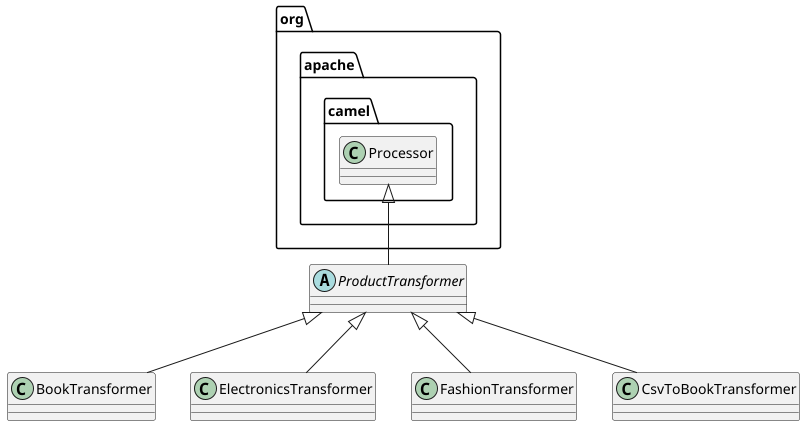 org
apache
camel
C Processor
A ProductTransformer
C BookTransformer
C ElectronicsTransformer
C FashionTransformer
C CsvToBookTransformer